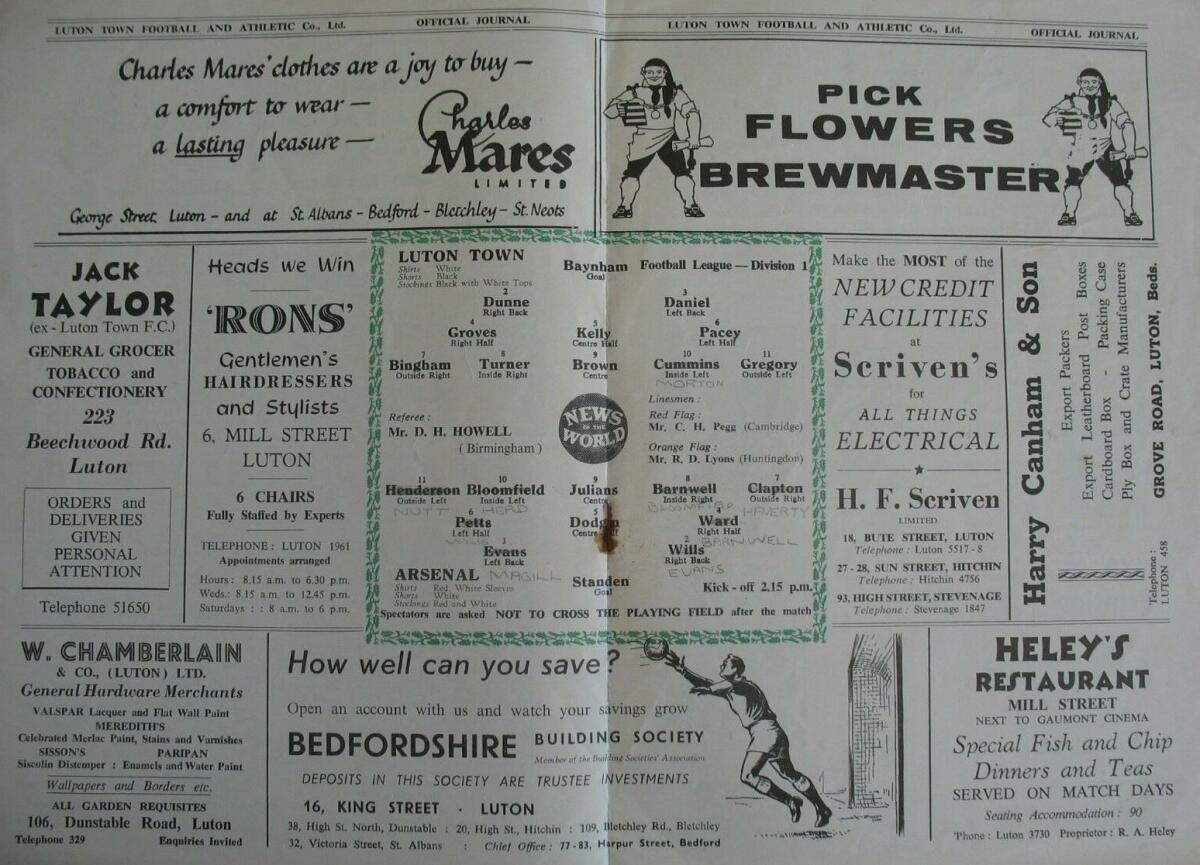 LUTON TOWN FOOTBALL AND ATHLETIC Co., Ltd. OFFICIAL JOURNAL
LUTON TOWN FOOTBALL AND ATHLETIC Co., Ltd. OFFICIAL JOURNAL
Charles Mares' clothes are a joy to buy —
a comfort to wear —
a lasting pleasure —
Charles
Mares
LIMITED
George Street, Luton – and at St. Albans – Bedford – Bletchley – St. Neots
PICK
FLOWERS
BREWMASTER
JACK
TAYLOR
(ex - Luton Town F.C.)
GENERAL GROCER
TOBACCO and
CONFECTIONERY
223
Beechwood Rd.
Luton
ORDERS and
DELIVERIES
GIVEN
PERSONAL
ATTENTION
Telephone 51650
Heads we Win
'RONS'
Gentlemen's
HAIRDRESSERS
and Stylists
6, MILL STREET
LUTON
6 CHAIRS
Fully Staffed by Experts
TELEPHONE : LUTON 1961
Appointments arranged
Hours : 8.15 a.m. to 6.30 p.m.
Weds.: 8.15 a.m. to 12.45 p.m.
Saturdays : : 8 a.m. to 6 p.m.
LUTON TOWN
Shirts White
Shorts Black
Stockings Black with White Tops
Baynham
Goal
Football League — Division 1
2
Dunne
Right Back
3
Daniel
Left Back
4
Groves
Right Half
5
Kelly
Centre Half
6
Pacey
Left Half
7
Bingham
Outside Right
8
Turner
Inside Right
9
Brown
Centre
10
Cummins
Inside Left
MORTON
11
Gregory
Outside Left
Referee :
Mr. D. H. HOWELL
( Birmingham )
NEWS
OF THE
WORLD
Linesmen :
Red Flag :
Mr. C. H. Pegg (Cambridge)
Orange Flag :
Mr. R. D. Lyons (Huntingdon)
11
Henderson
Outside Left
NUTT
10
Bloomfield
Inside Left
HERD
9
Julians
Centre
8
Barnwell
Inside Right
BLOOMFIELD
7
Clapton
Outside Right
HAVERTY
6
Petts
Left Half
WILLS
5
Dodgin
Centre Half
4
Ward
Right Half
BARNWELL
3
Evans
Left Back
MAGILL
2
Wills
Right Back
EVANS
ARSENAL
Shirts Red, White Sleeves
Shorts White
Stockings Red and White
Standen
Goal
Kick - off 2.15 p.m.
Spectators are asked NOT TO CROSS THE PLAYING FIELD after the match
Make the MOST of the
NEW CREDIT
FACILITIES
at
Scriven's
for
ALL THINGS
ELECTRICAL
H. F. Scriven
LIMITED
18, BUTE STREET, LUTON
Telephone : Luton 5517 - 8
27 - 28, SUN STREET, HITCHIN
Telephone : Hitchin 4756
93, HIGH STREET, STEVENAGE
Telephone : Stevenage 1847
Harry Canham & Son
Export Packers
Export Leatherboard Post Boxes
Cardboard Box - Packing Case
Ply Box and Crate Manufacturers
GROVE ROAD, LUTON, Beds.
Telephone :
LUTON 458
W. CHAMBERLAIN
& CO., (LUTON) LTD.
General Hardware Merchants
VALSPAR Lacquer and Flat Wall Paint
MEREDITH'S
Celebrated Merlac Paint, Stains and Varnishes
SISSON'S PARIPAN
Siscolin Distemper : Enamels and Water Paint
Wallpapers and Borders etc.
ALL GARDEN REQUISITES
106, Dunstable Road, Luton
Telephone 329 Enquiries Invited
How well can you save?
Open an account with us and watch your savings grow
BEDFORDSHIRE BUILDING SOCIETY
Member of the Building Societies' Association
DEPOSITS IN THIS SOCIETY ARE TRUSTEE INVESTMENTS
16, KING STREET · LUTON
38, High St. North, Dunstable : 20, High St., Hitchin : 109, Bletchley Rd., Bletchley
32, Victoria Street, St. Albans : Chief Office : 77-83, Harpur Street, Bedford
HELEY'S
RESTAURANT
MILL STREET
NEXT TO GAUMONT CINEMA
Special Fish and Chip
Dinners and Teas
SERVED ON MATCH DAYS
Seating Accommodation : 90
'Phone : Luton 3730 Proprietor : R. A. Heley